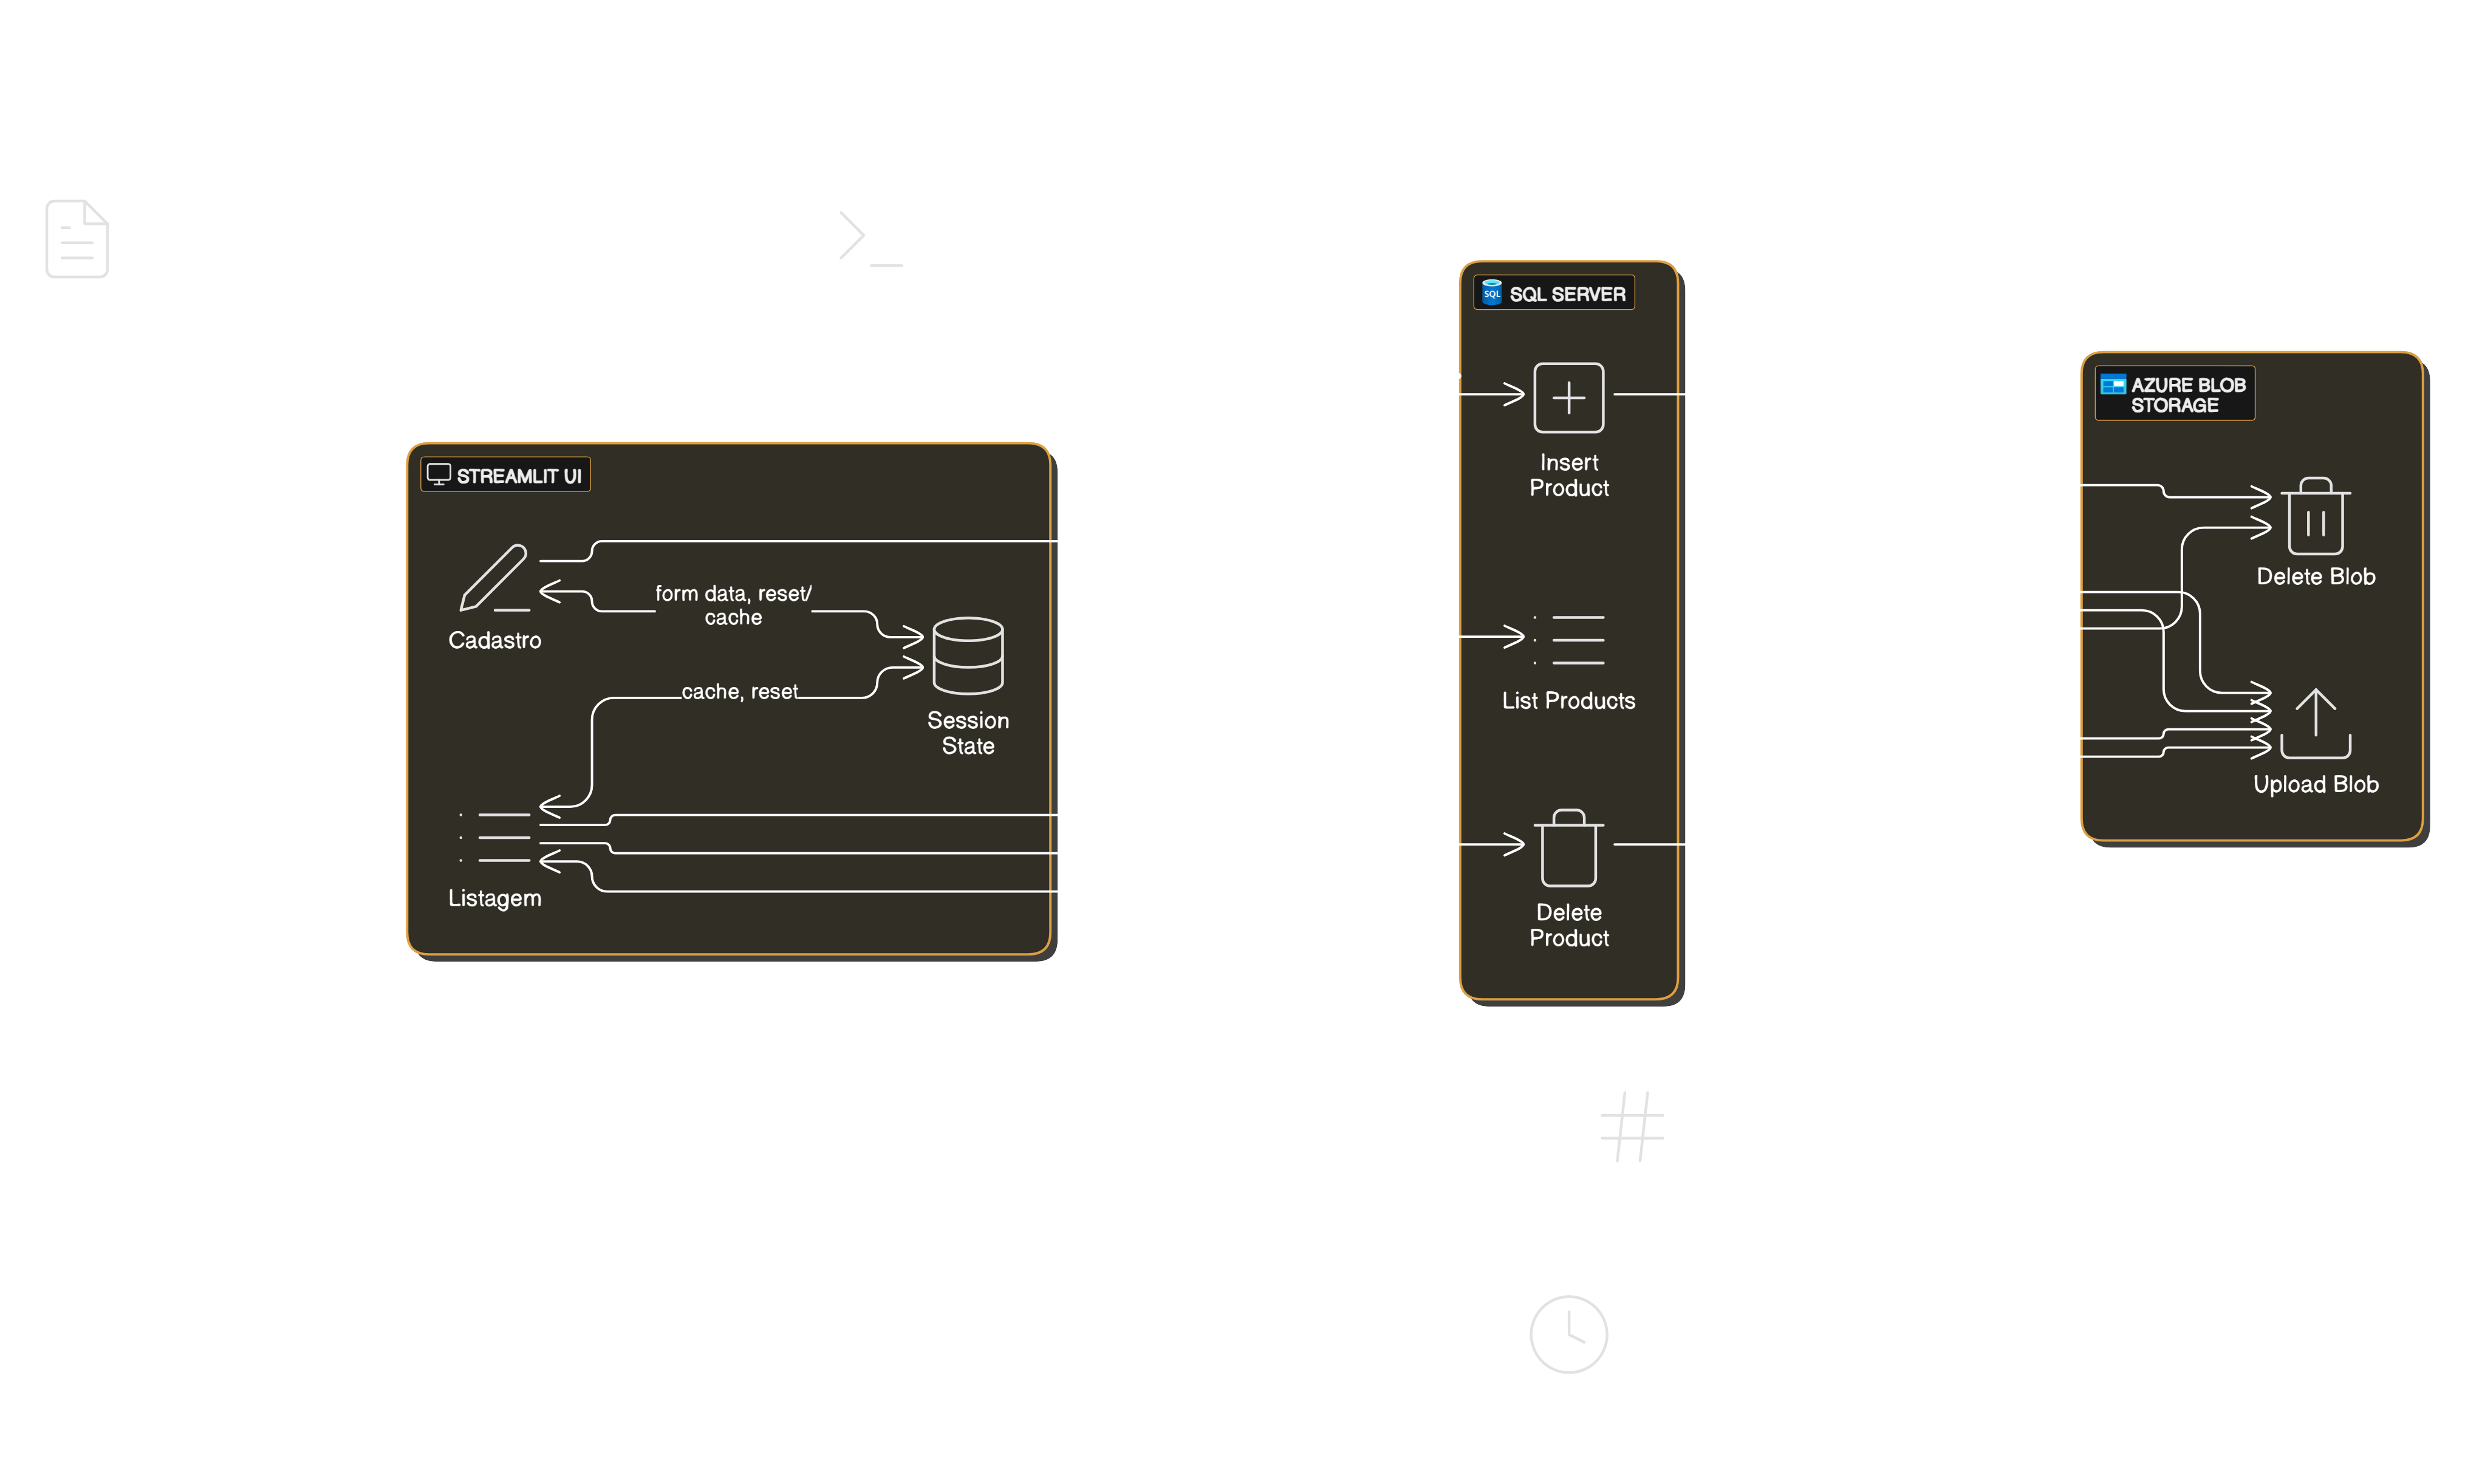 STREAMLIT UI
Cadastro
form data, reset/
cache
cache, reset
Session
State
Listagem
SQL SERVER
SQL
Insert
Product
List Products
Delete
Product
AZURE BLOB
STORAGE
Delete Blob
Upload Blob